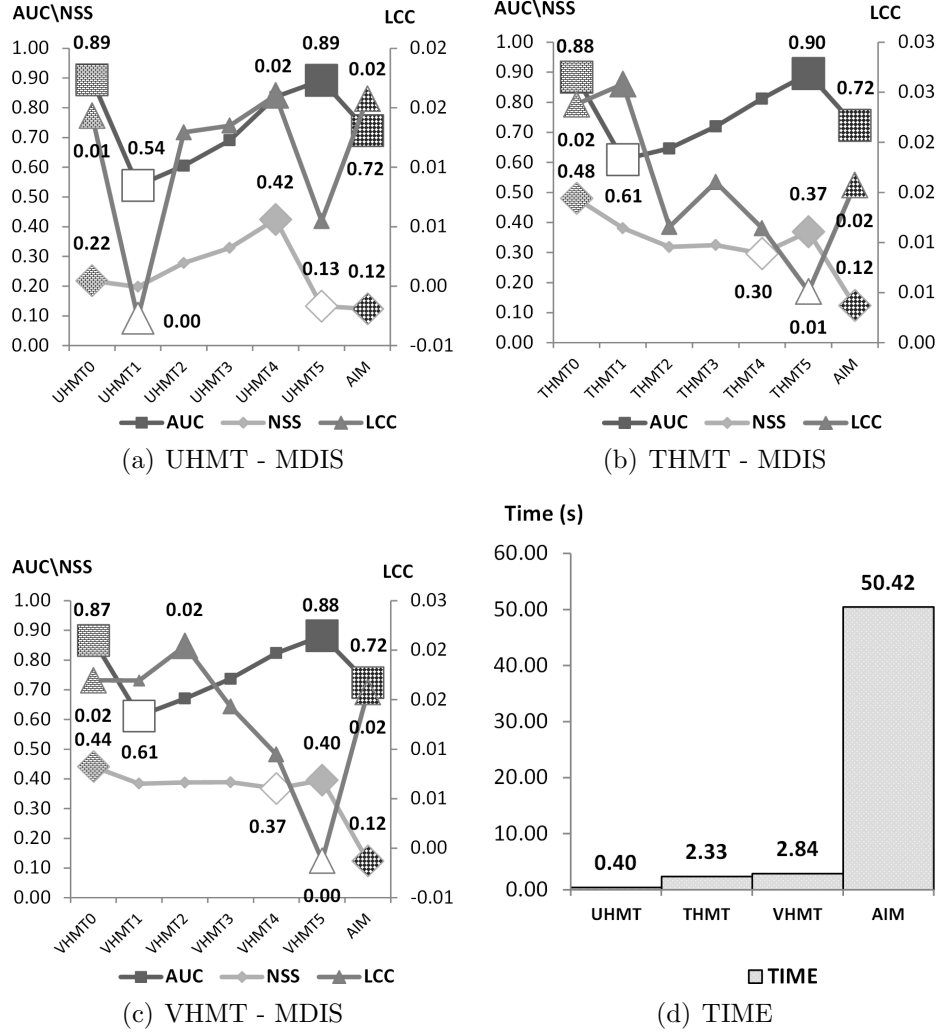 AUC\NSS LCC
0.89 0.89 0.02
1.00 0.02 0.02
0.90
0.80 0.02
0.70 0.01 0.54
0.60 0.72 0.01
0.50 0.42
0.40 0.01
0.30 0.22 0.13 0.12
0.20 0.00
0.10 0.00
0.00 -0.01
UHMT0 UHMT1 UHMT2 UHMT3 UHMT4 UHMT5 AIM
AUC NSS LCC
(a) UHMT - MDIS
AUC\NSS LCC
1.00 0.88 0.90 0.03
0.90 0.72
0.80 0.03
0.70 0.02
0.60 0.48 0.02
0.50 0.61 0.37 0.02
0.40 0.02
0.30 0.12 0.01
0.20 0.30 0.01
0.10 0.01
0.00 0.00
THMT0 THMT1 THMT2 THMT3 THMT4 THMT5 AIM
AUC NSS LCC
(b) THMT - MDIS
AUC\NSS LCC
1.00 0.87 0.02 0.88 0.03
0.90 0.72
0.80 0.02
0.70 0.02
0.60 0.02 0.02
0.50 0.44 0.61 0.40 0.01
0.40 0.01
0.30 0.37 0.12
0.20 0.00
0.10
0.00 0.00 -0.01
VHMT0 VHMT1 VHMT2 VHMT3 VHMT4 VHMT5 AIM
AUC NSS LCC
(c) VHMT - MDIS
Time (s)
60.00
50.42
50.00
40.00
30.00
20.00
10.00
0.40 2.33 2.84
0.00
UHMT THMT VHMT AIM
TIME
(d) TIME